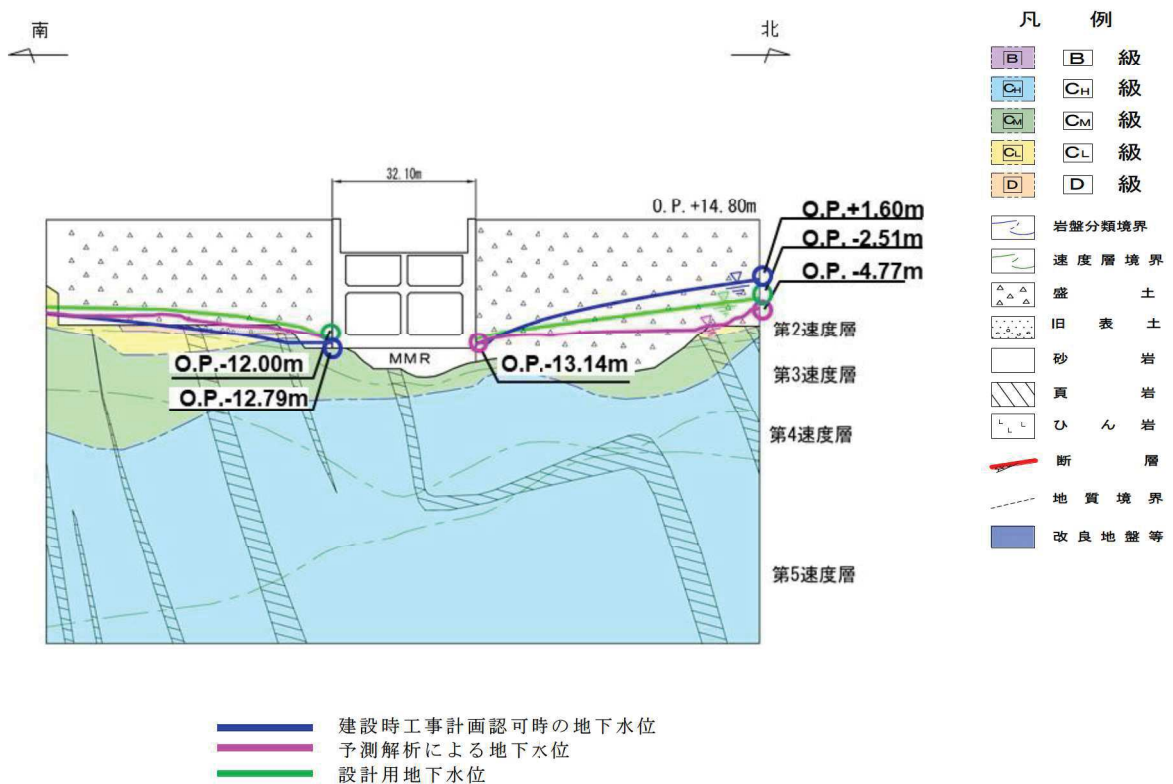 南
北
32.10m
O.P.+14.80m
O.P.+1.60m
O.P. -2.51m
O.P. -4.77m
第2速度層
MMR
O.P.-12.00m
O.P.-13.14m
O.P.-12.79m
第3速度層
第4速度層
第5速度層
凡 例
B B 級
CH CH 級
CM CM 級
CL CL 級
D D 級
岩盤分類境界
速度層境界
盛 土
旧表土
砂 岩
頁 岩
ひん岩
断 層
地質境界
改良地盤等
建設時工事計画認可時の地下水位
予測解析による地下水位
設計用地下水位